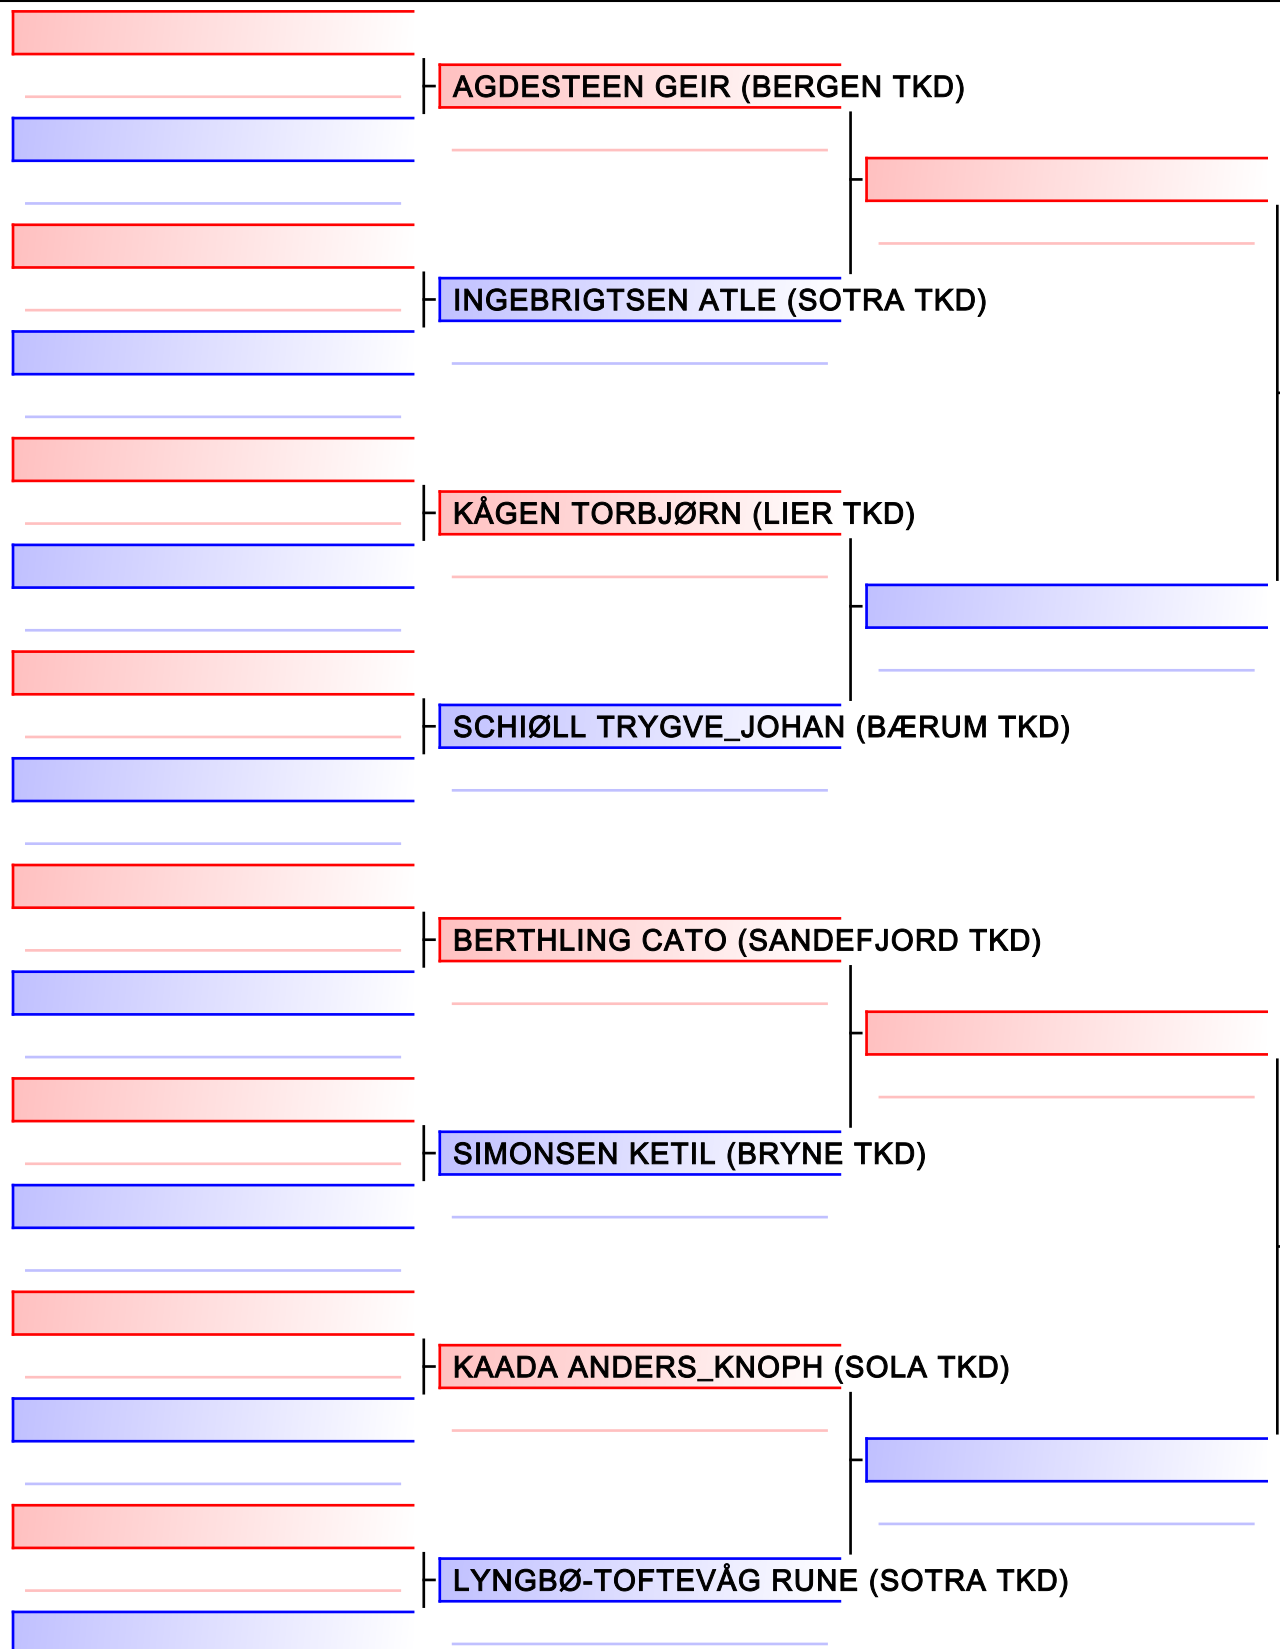 AGDESTEEN GEIR (BERGEN TKD)
INGEBRIGTSEN ATLE (SOTRA TKD)
KÅGEN TORBJØRN (LIER TKD)
SCHIØLL TRYGVE_JOHAN (BÆRUM TKD)
BERTHLING CATO (SANDEFJORD TKD)
SIMONSEN KETIL (BRYNE TKD)
KAADA ANDERS_KNOPH (SOLA TKD)
LYNGBØ-TOFTEVÅG RUNE (SOTRA TKD)